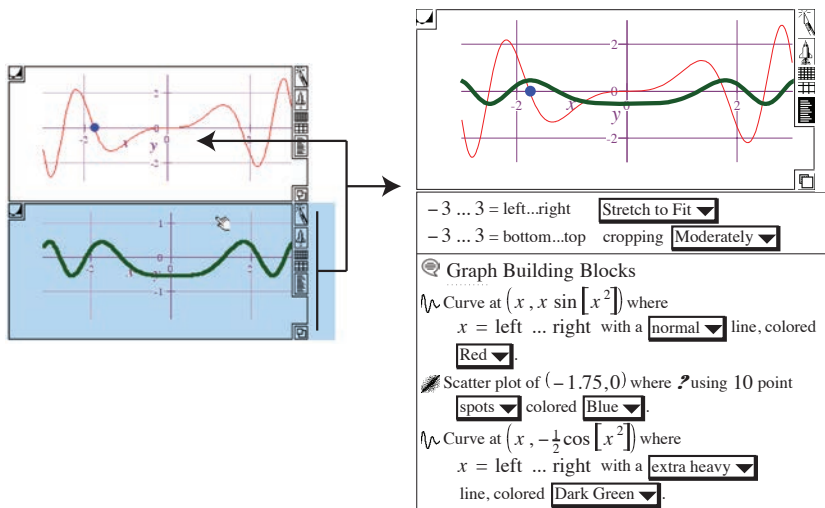 2
-2
x
0
2
y
-2
1
-2
x
0
2
y
-1
2
-2
x
0
2
y
-2
− 3 ... 3 = left...right Stretch to Fit
− 3 ... 3 = bottom...top cropping Moderately
Graph Building Blocks
Curve at (x , x sin [x²]) where
x = left ... right with a normal line, colored
Red .
Scatter plot of (−1.75,0) where ? using 10 point
spots colored Blue .
Curve at (x , −½cos [x²]) where
x = left ... right with a extra heavy
line, colored Dark Green .